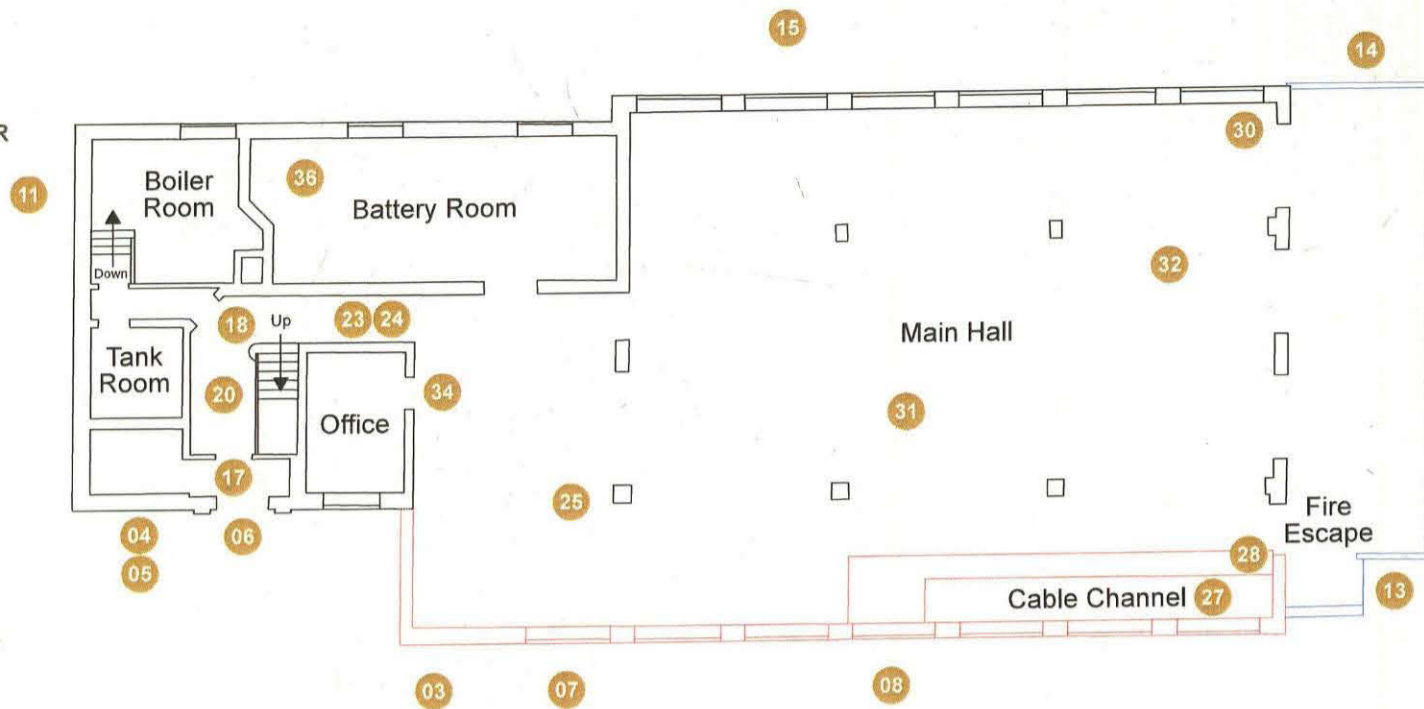 15
14
R
30
11
Boiler
Room
36
Battery Room
32
Down
18
Up
23
24
Main Hall
Tank
Room
20
34
31
Office
17
25
04
06
Fire
Escape
28
05
Cable Channel
27
13
03
07
08